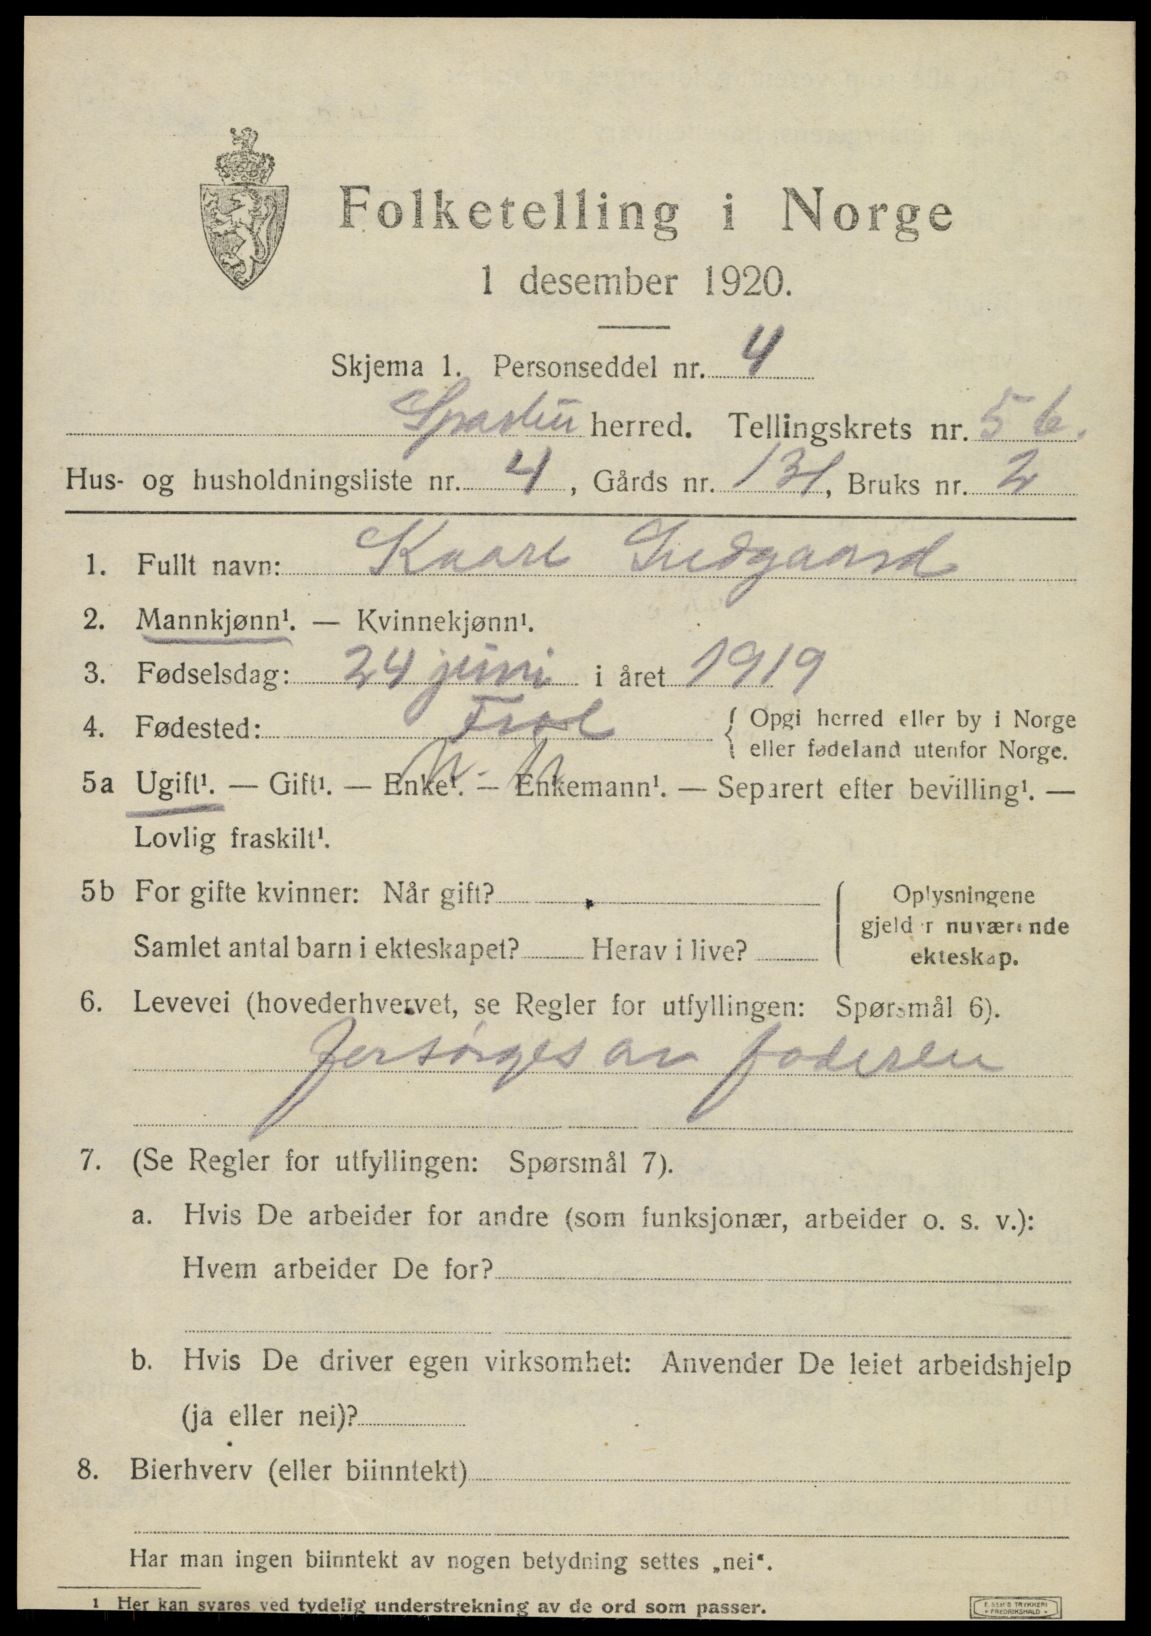 Folketelling i Norge
1 desember 1920.
Skjema 1. Personseddel nr. 4
Sparbu herred. Tellingskrets nr. 5 b.
Hus- og husholdningsliste nr. 4, Gårds nr. 131, Bruks nr. 2
1. Fullt navn: Kaare
2. Mannkjønn¹. — Kvinnekjønn¹.
3. Fødselsdag: 24 juni i året 1919
4. Fødested: Frol { Opgi herred eller by i Norge
eller fødeland utenfor Norge.
5a Ugift¹. — Gift¹. — Enke¹. — Enkemann¹. — Separert efter bevilling¹. —
Lovlig fraskilt¹.
5b For gifte kvinner: Når gift?
Samlet antal barn i ekteskapet? Herav i live?
Oplysningene
gjelder nuværende
ekteskap.
6. Levevei (hovederhvervet, se Regler for utfyllingen: Spørsmål 6).
forsørges av faderen
7. (Se Regler for utfyllingen: Spørsmål 7).
a. Hvis De arbeider for andre (som funksjonær, arbeider o. s. v.):
Hvem arbeider De for?
b. Hvis De driver egen virksomhet: Anvender De leiet arbeidshjelp
(ja eller nei)?
8. Bierhverv (eller biinntekt)
Har man ingen biinntekt av nogen betydning settes „nei“.
1 Her kan svares ved tydelig understrekning av de ord som passer.
TRYKKERI
FREDRIKSHALD